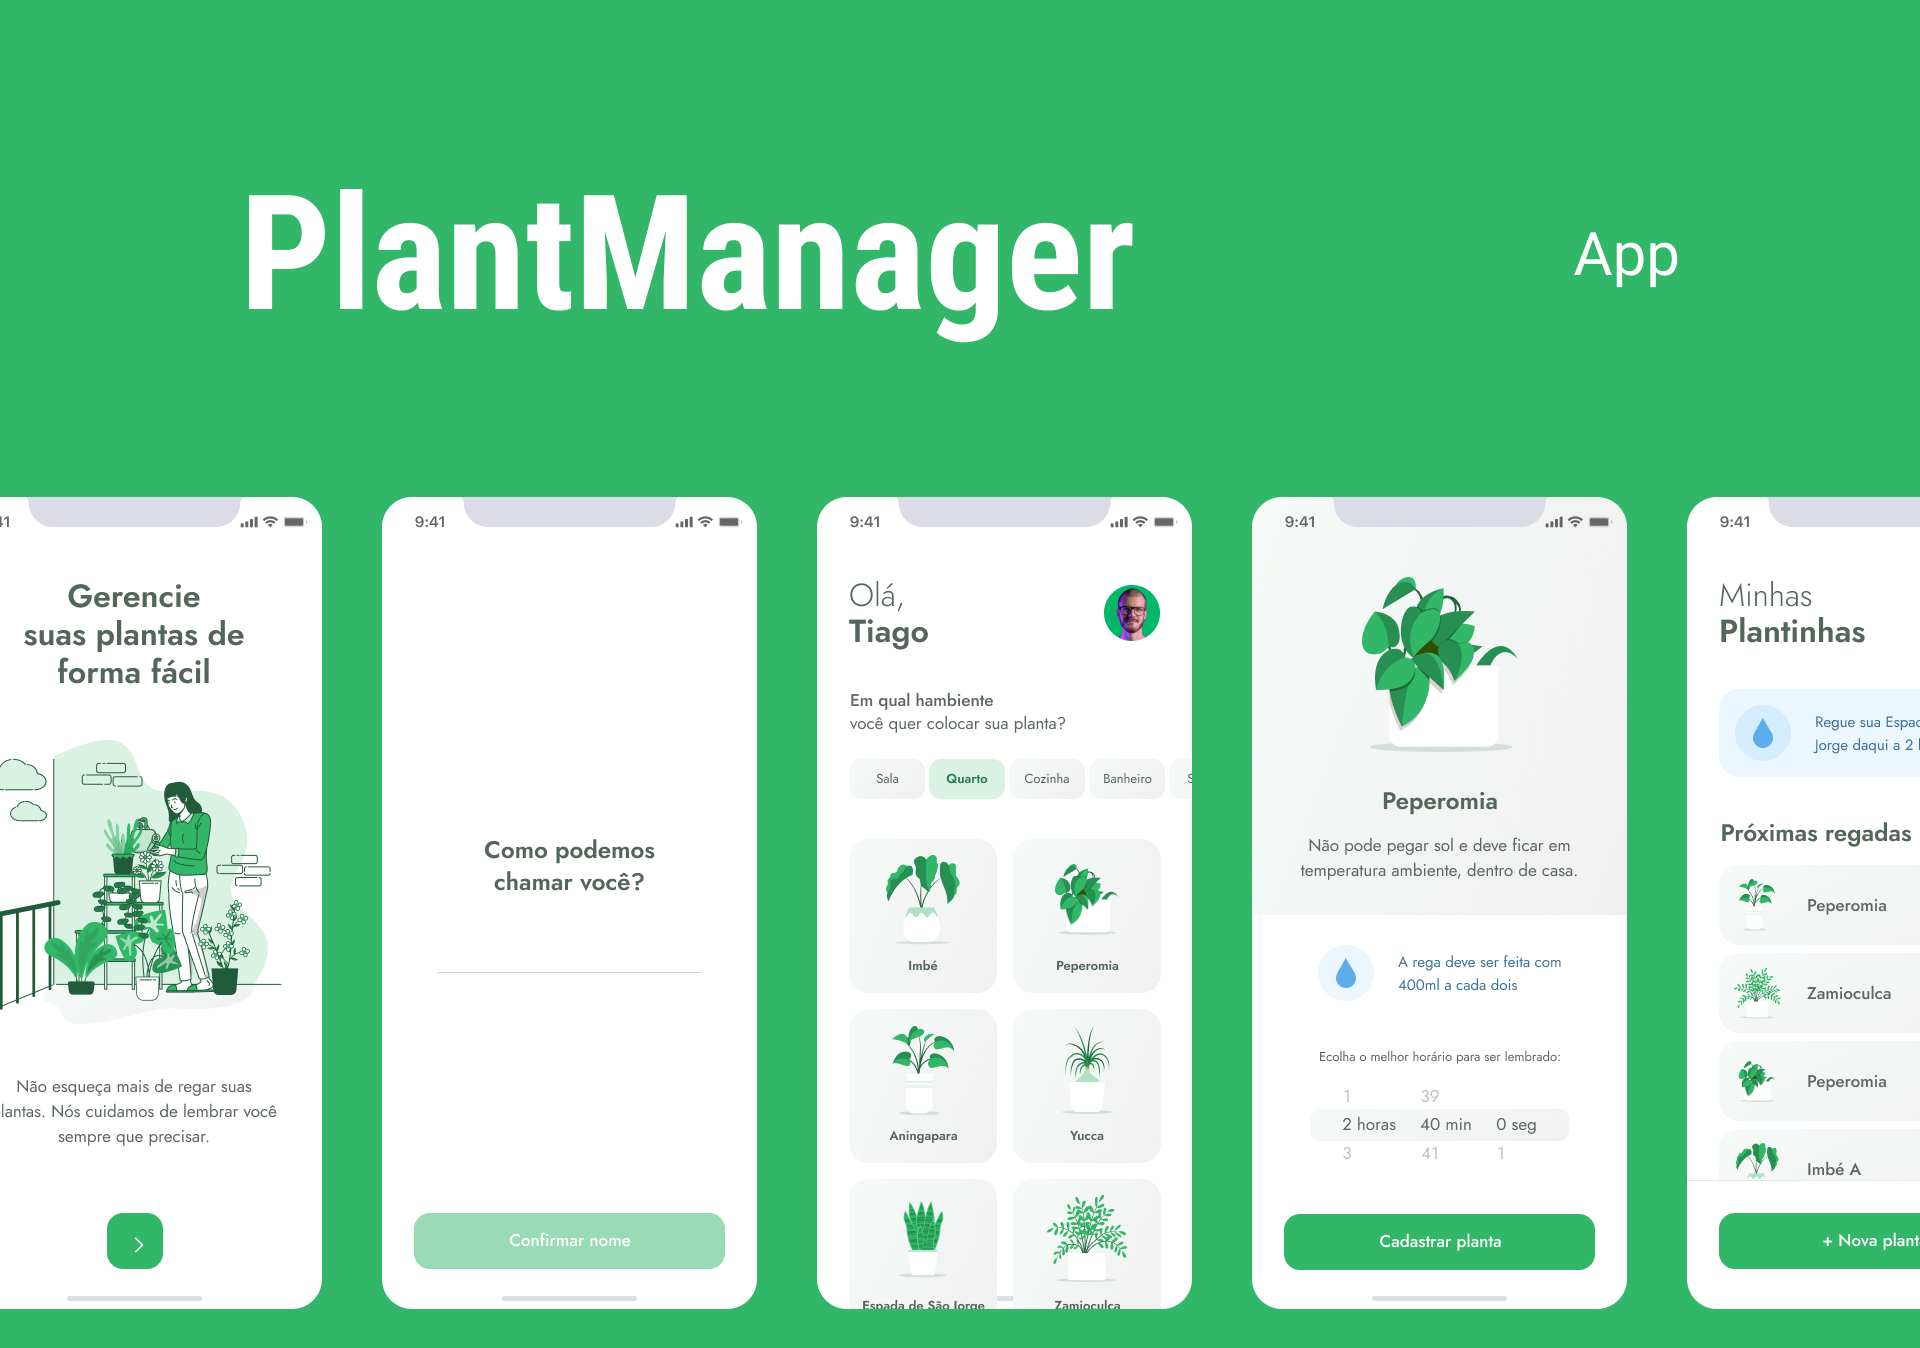 PlantManager
App
9:41
Gerencie
suas plantas de
forma fácil
Não esqueça mais de regar suas
Nós cuidamos de lembrar você
sempre que precisar.
9:41
Como podemos
chamar você?
Confirmar nome
9:41
Olá,
Tiago
Em qual hambiente
você quer colocar sua planta?
Sala
Quarto
Cozinha
Banheiro
Imbé
Peperomia
Aningapara
Yucca
Espada de São Jorge
Zamioculca
9:41
Peperomia
Não pode pegar sol e deve ficar em
temperatura ambiente, dentro de casa.
A rega deve ser feita com
400ml a cada dois
Ecolha o melhor horário para ser lembrado:
1 39
2 horas 40 min 0 seg
3 41 1
Cadastrar planta
9:41
Minhas
Plantinhas
Regue sua
Jorge daqui a 2
Próximas regadas
Peperomia
Zamioculca
Peperomia
Imbé A
+ Nova